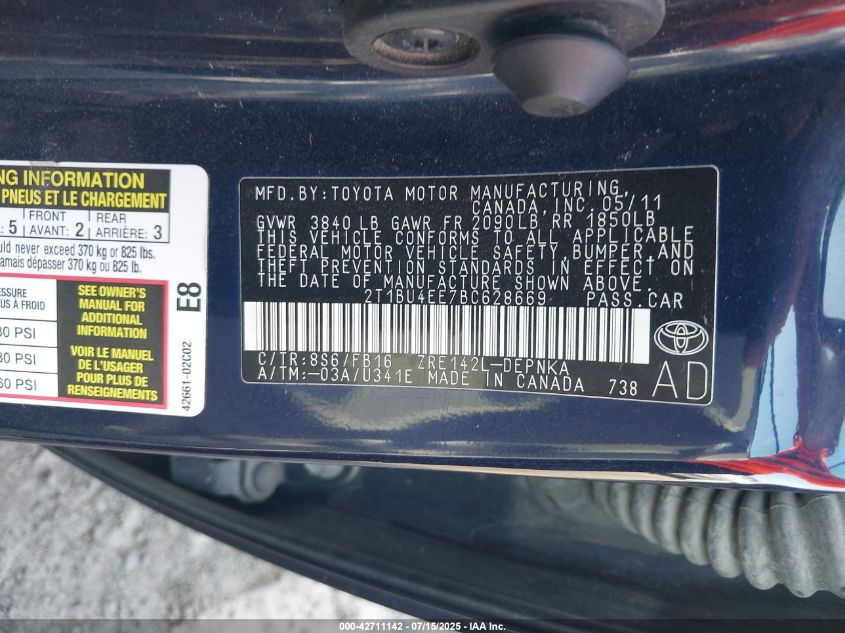 NG INFORMATION
PNEUS ET LE CHARGEMENT
5 FRONT AVANT: 2 REAR ARRIÈRE: 3
never exceed 370 kg or 825 lbs.
jamais dépasser 370 kg ou 825 lb.
À FROID
PSI
PSI
PSI
SEE OWNER'S
MANUAL FOR
ADDITIONAL
INFORMATION
VOIR LE MANUEL
DE L'USAGER
POUR PLUS DE
RENSEIGNEMENTS
E8
42661-02C02
MFD.BY:TOYOTA MOTOR MANUFACTURING,
CANADA, INC. 05/11
GVWR 3840 LB GAWR FR 2090LB RR 1850LB
THIS VEHICLE CONFORMS TO ALL APPLICABLE
FEDERAL MOTOR VEHICLE SAFETY,BUMPER,AND
THEFT PREVENTION STANDARDS IN EFFECT ON
THE DATE OF MANUFACTURE SHOWN ABOVE.
2T1BU4EE7BC628669 PASS.CAR
C/TR:8S6/FB16 ZRE142L-DEPNKA
A/TM:-03A/U341E MADE IN CANADA 738
AD
000-42711142 - 07/15/2025 - IAA Inc.